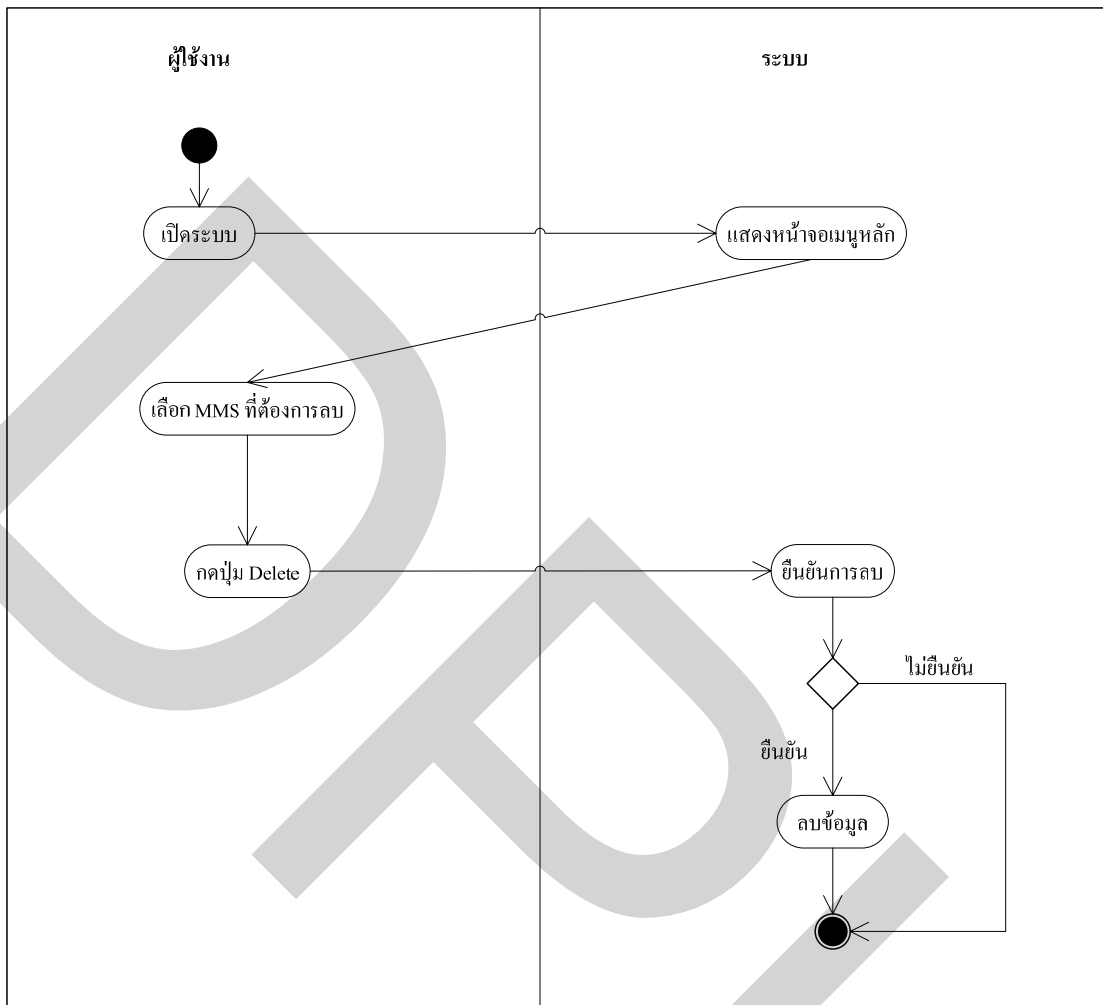 ผู้ใช้งาน
ระบบ
เปิดระบบ
แสดงหน้าจอเมนูหลัก
เลือก MMS ที่ต้องการลบ
กดปุ่ม Delete
ยืนยันการลบ
ไม่ยืนยัน
ยืนยัน
ลบข้อมูล